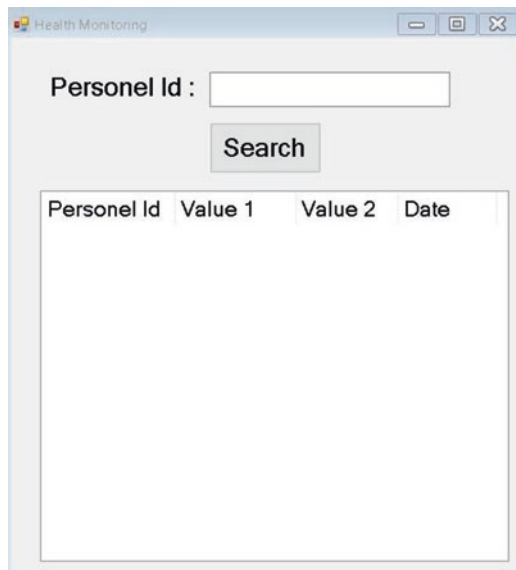 Health Monitoring
Personel Id :
Search
Personel Id Value 1 Value 2 Date